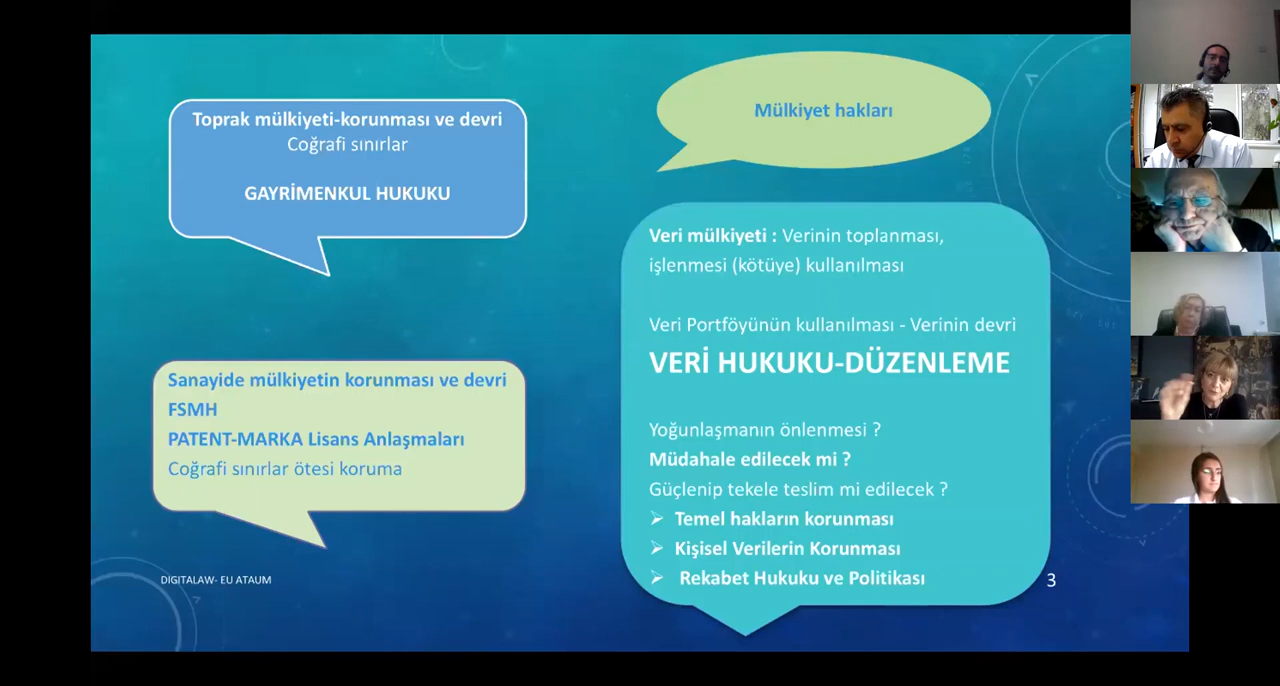 Toprak mülkiyeti-korunması ve devri
Coğrafi sınırlar
GAYRİMENKUL HUKUKU
Mülkiyet hakları
Sanayide mülkiyetin korunması ve devri
FSMH
PATENT-MARKA Lisans Anlaşmaları
Coğrafi sınırlar ötesi koruma
Veri mülkiyeti : Verinin toplanması,
işlenmesi (kötüye) kullanılması
Veri Portföyünün kullanılması - Verinin devri
VERİ HUKUKU-DÜZENLEME
Yoğunlaşmanın önlenmesi ?
Müdahale edilecek mi ?
Güçlenip tekele teslim mi edilecek ?
➢ Temel hakların korunması
➢ Kişisel Verilerin Korunması
➢ Rekabet Hukuku ve Politikası
DIGITALAW- EU ATAUM
3